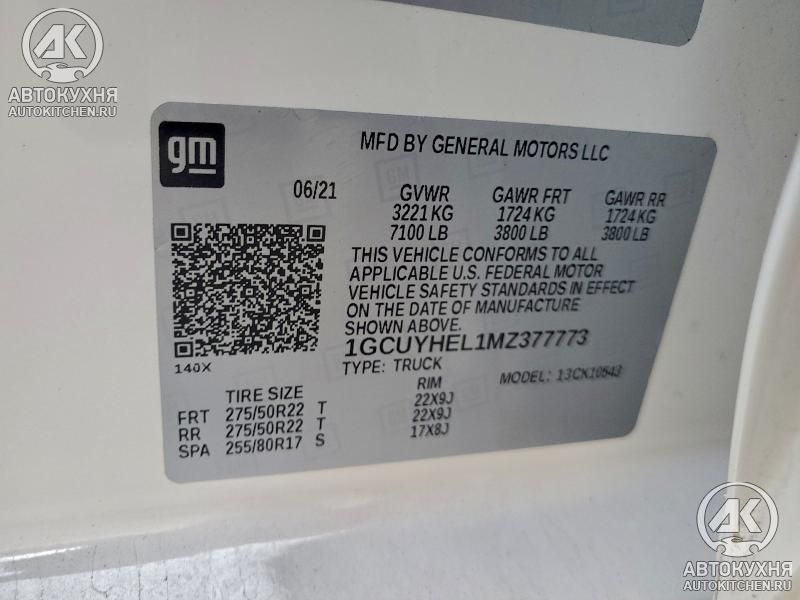 AK
АВТОКУХНЯ
AUTOKITCHEN.RU
gm
MFD BY GENERAL MOTORS LLC
06/21 GVWR GAWR FRT GAWR RR
3221 KG 1724 KG 1724 KG
7100 LB 3800 LB 3800 LB
THIS VEHICLE CONFORMS TO ALL
APPLICABLE U.S. FEDERAL MOTOR
VEHICLE SAFETY STANDARDS IN EFFECT
ON THE DATE OF MANUFACTURE
SHOWN ABOVE.
1GCUYHEL1MZ377773
140X
TYPE: TRUCK MODEL: 13CK10543
TIRE SIZE RIM
FRT 275/50R22 T 22X9J
RR 275/50R22 T 22X9J
SPA 255/80R17 S 17X8J
AK
АВТОКУХНЯ
AUTOKITCHEN.RU